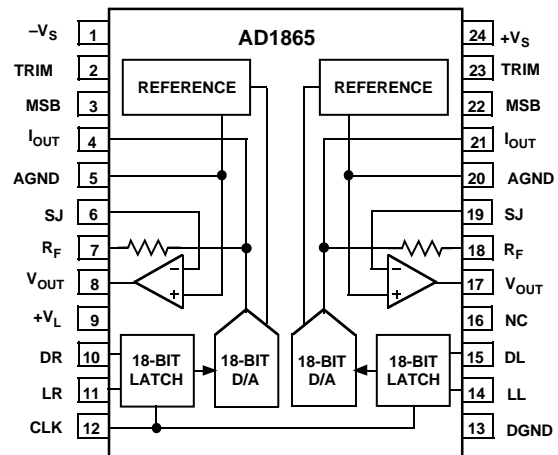 AD1865
–VS 1
TRIM 2
MSB 3
IOUT 4
AGND 5
SJ 6
RF 7
VOUT 8
+VL 9
DR 10
LR 11
CLK 12
REFERENCE
REFERENCE
–
+
–
+
18-BIT
LATCH
18-BIT
D/A
18-BIT
D/A
18-BIT
LATCH
24 +VS
23 TRIM
22 MSB
21 IOUT
20 AGND
19 SJ
18 RF
17 VOUT
16 NC
15 DL
14 LL
13 DGND